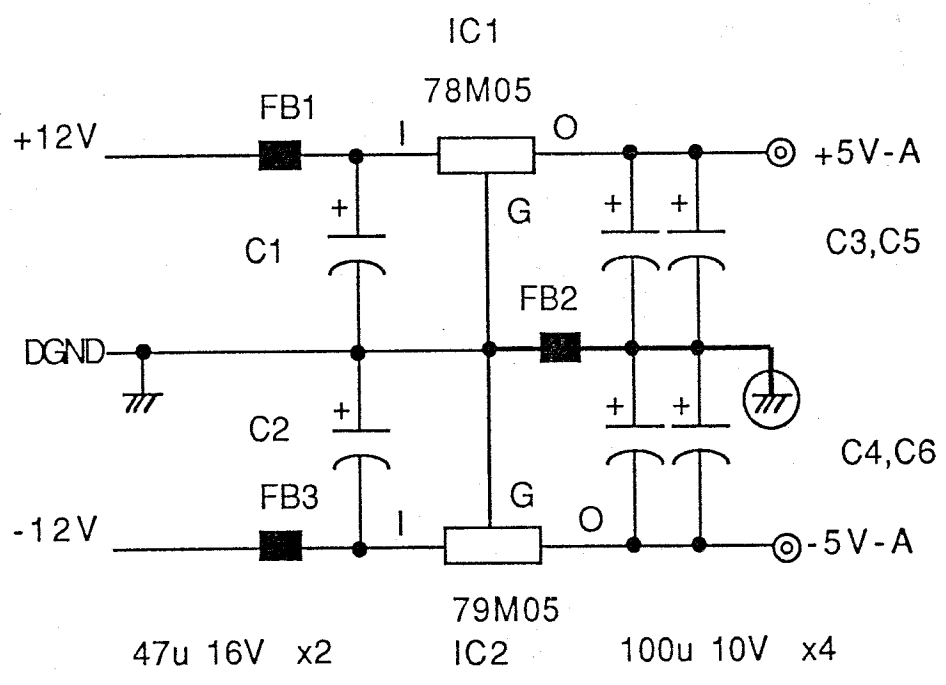 IC1
78M05
FB1
+12V
I
O
+5V-A
+
G
+
+
C1
C3,C5
FB2
DGND
+
+
+
C2
C4,C6
FB3
G
-12V
I
O
-5V-A
79M05
47u 16V x2
IC2
100u 10V x4